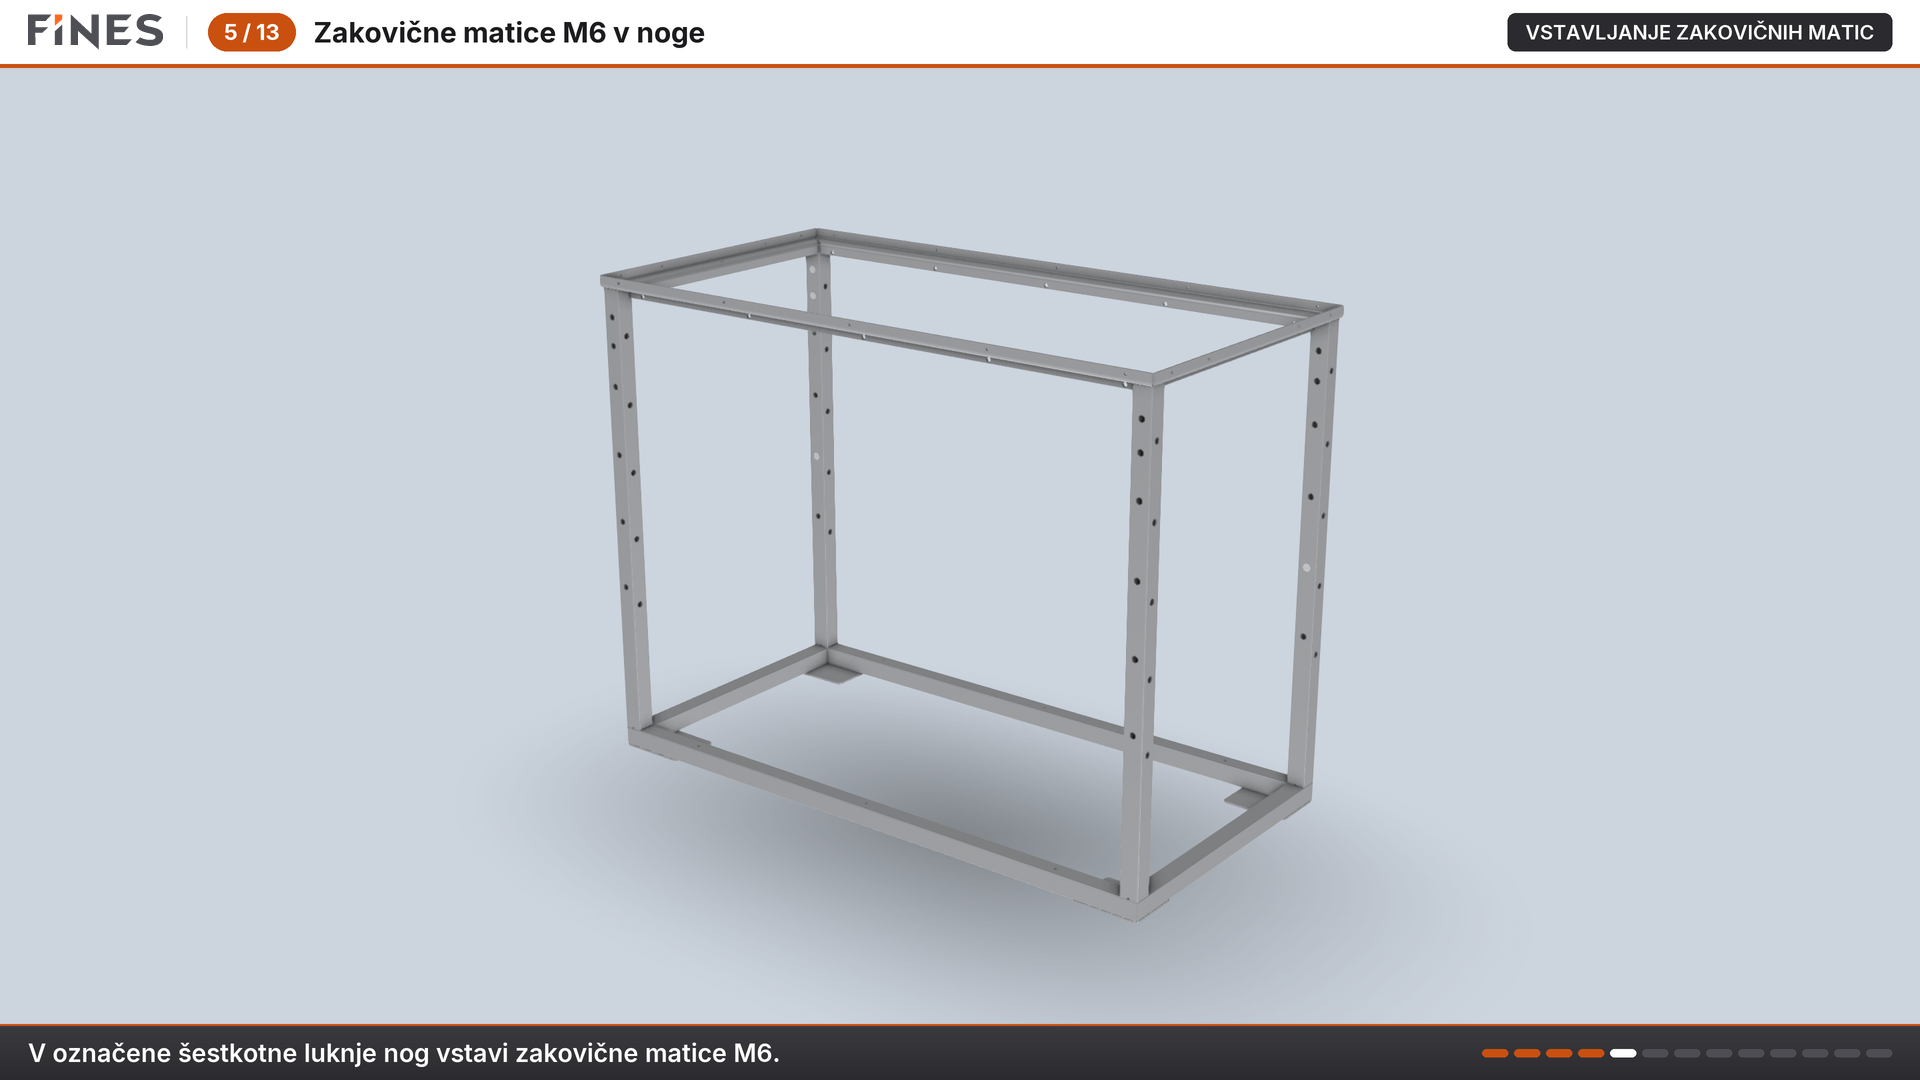 FINES
5 / 13
Zakovične matice M6 v noge
VSTAVLJANJE ZAKOVIČNIH MATIC
V označene šestkotne luknje nog vstavi zakovične matice M6.